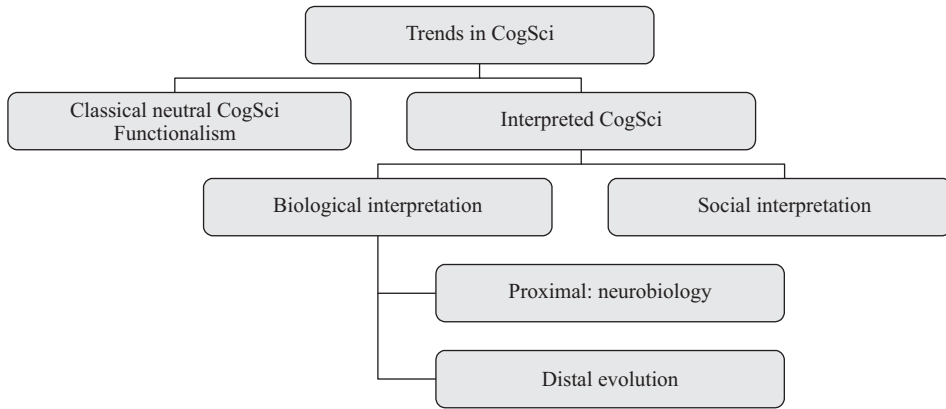 Trends in CogSci
Classical neutral CogSci
Functionalism
Interpreted CogSci
Biological interpretation
Social interpretation
Proximal: neurobiology
Distal evolution